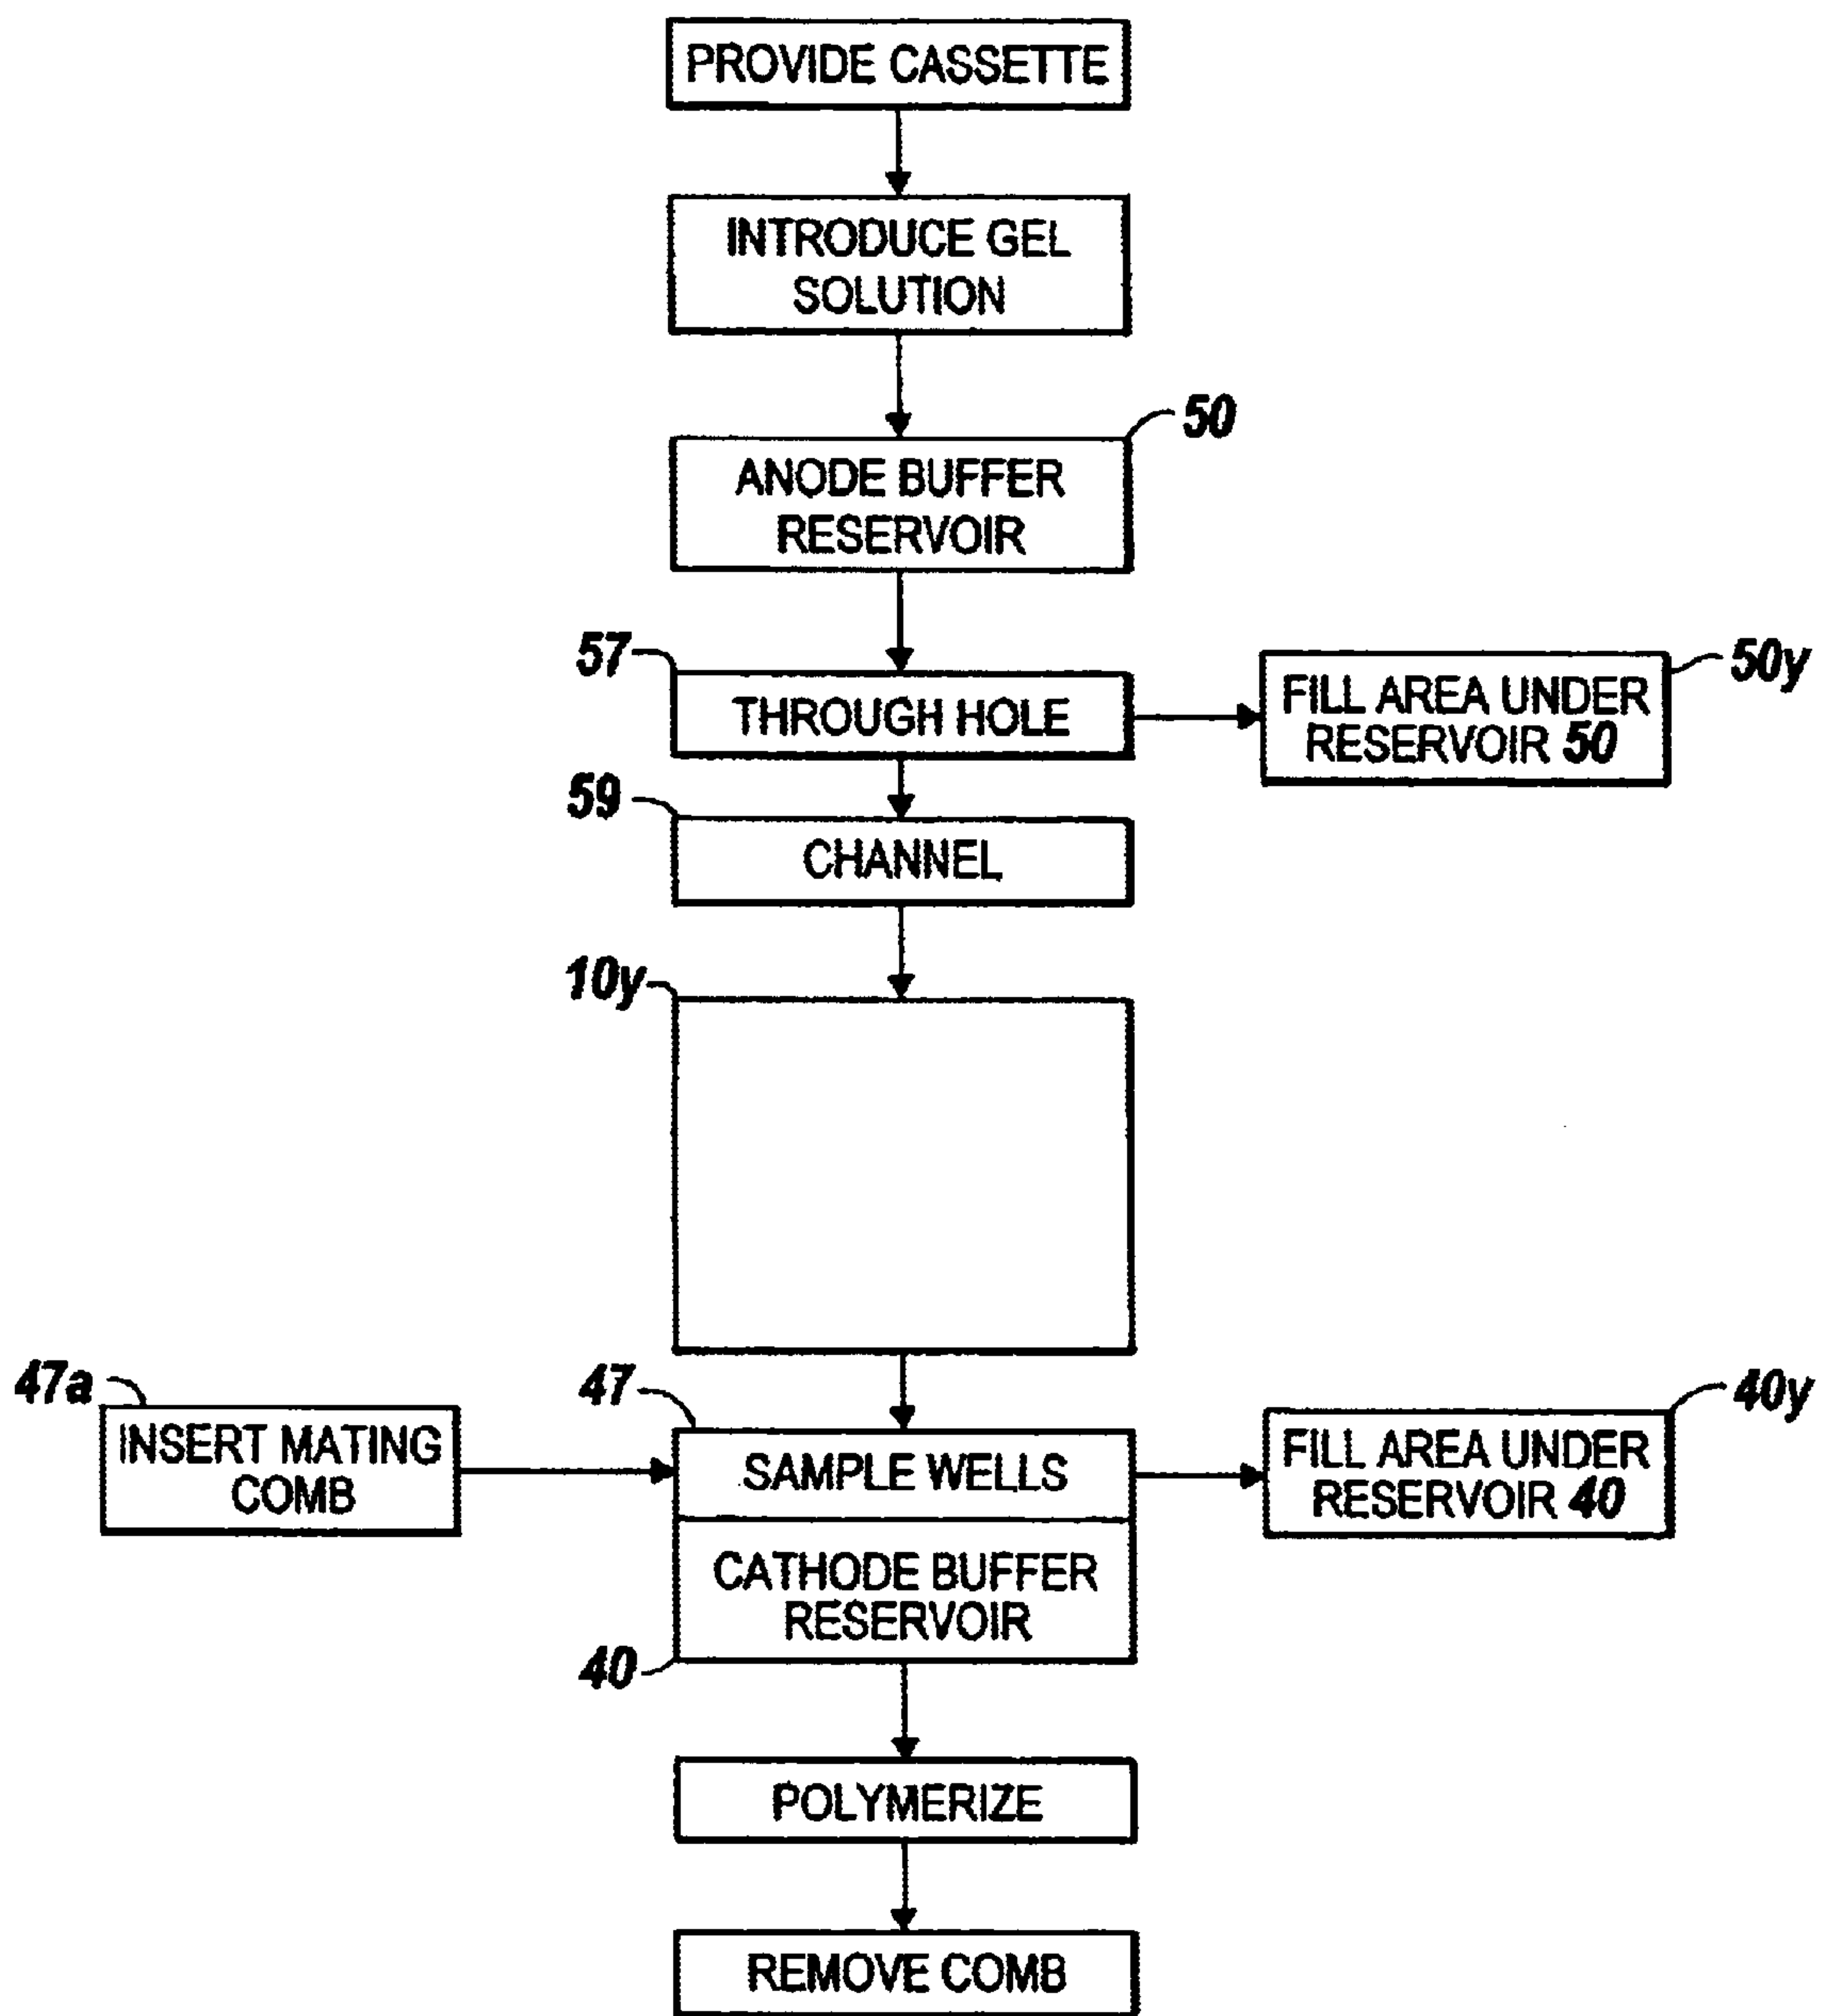 PROVIDE CASSETTE
INTRODUCE GEL
SOLUTION
50
ANODE BUFFER
RESERVOIR
57
THROUGH HOLE
50y
FILL AREA UNDER
RESERVOIR 50
59
CHANNEL
10y
47a
INSERT MATING
COMB
47
SAMPLE WELLS
40y
FILL AREA UNDER
RESERVOIR 40
CATHODE BUFFER
RESERVOIR
40
POLYMERIZE
REMOVE COMB